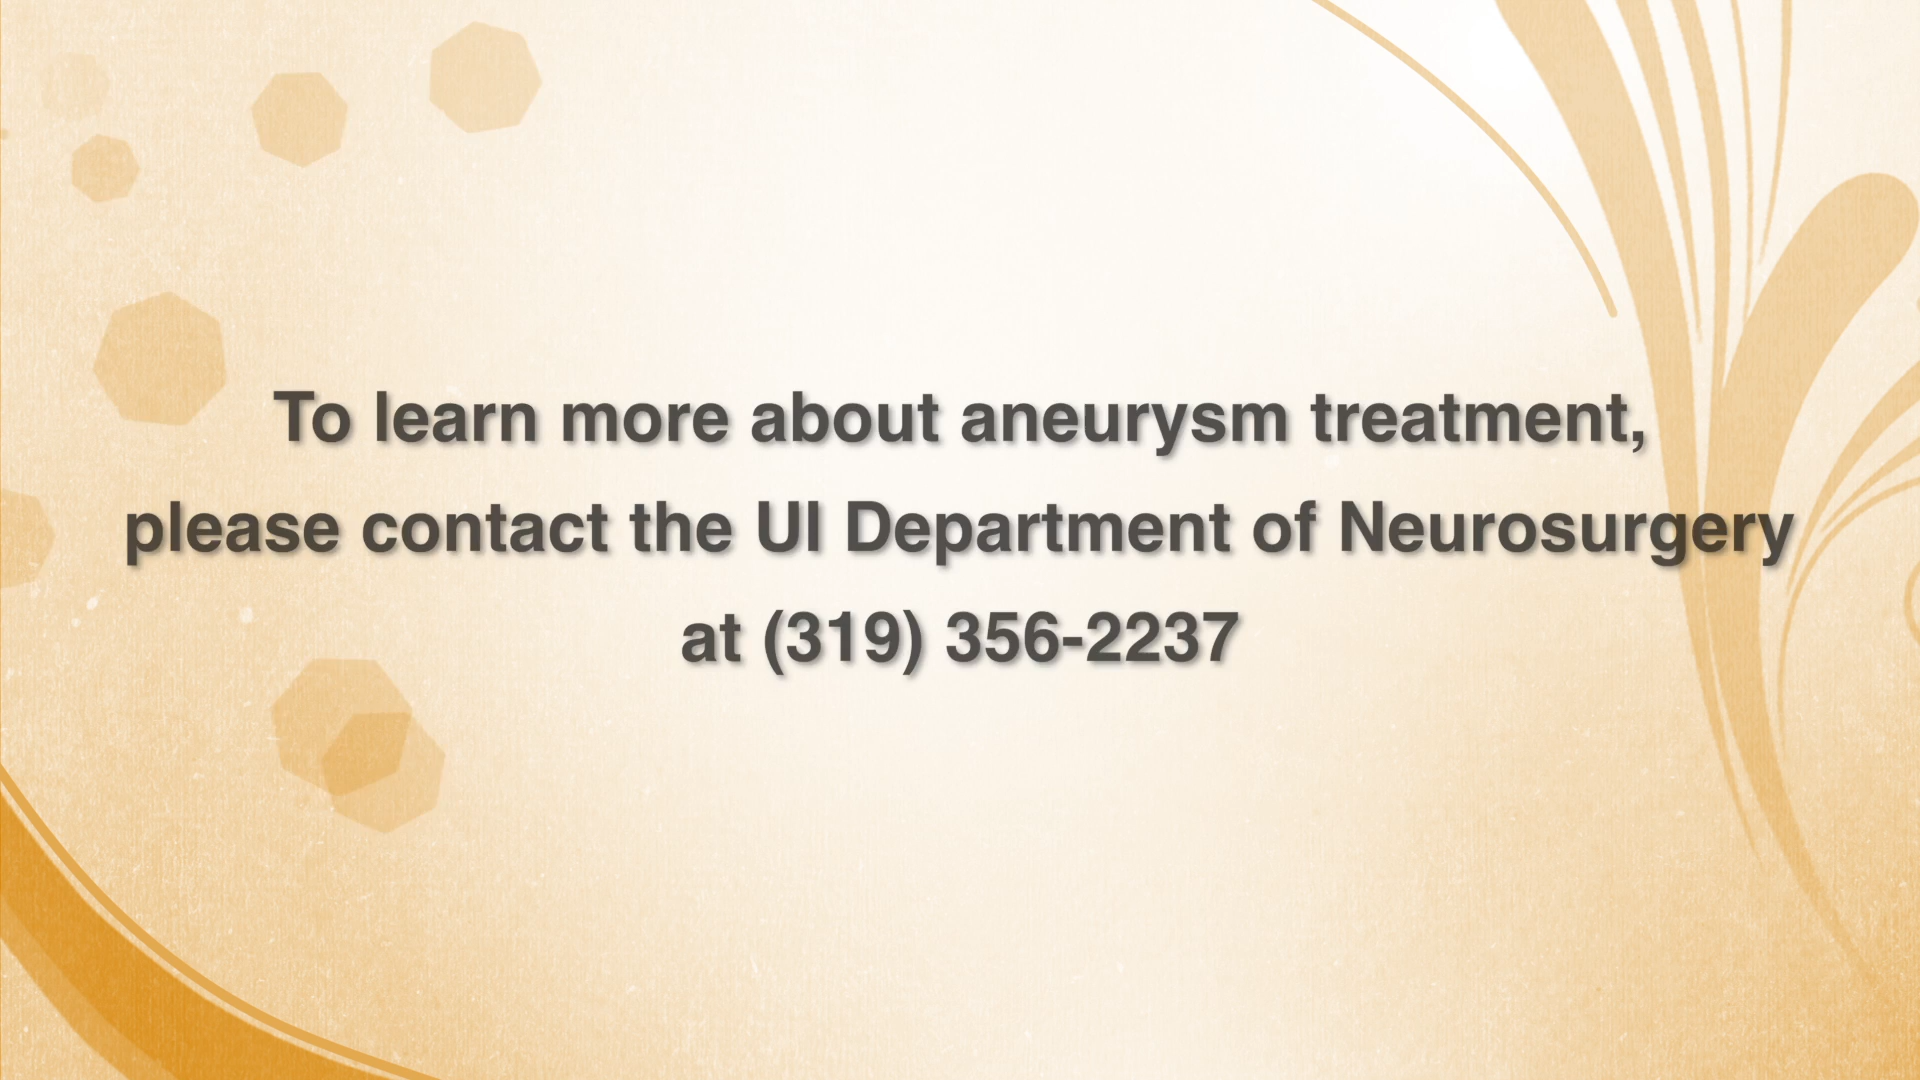 To learn more about aneurysm treatment,
please contact the UI Department of Neurosurgery
at (319) 356-2237